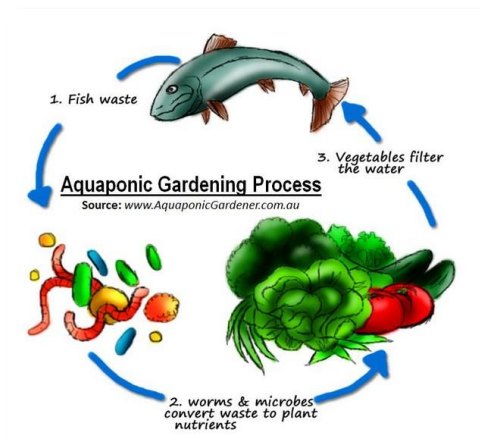 1. Fish waste
3. Vegetables filter
the water
Aquaponic Gardening Process
Source: www.AquaponicGardener.com.au
2. worms & microbes
convert waste to plant
nutrients